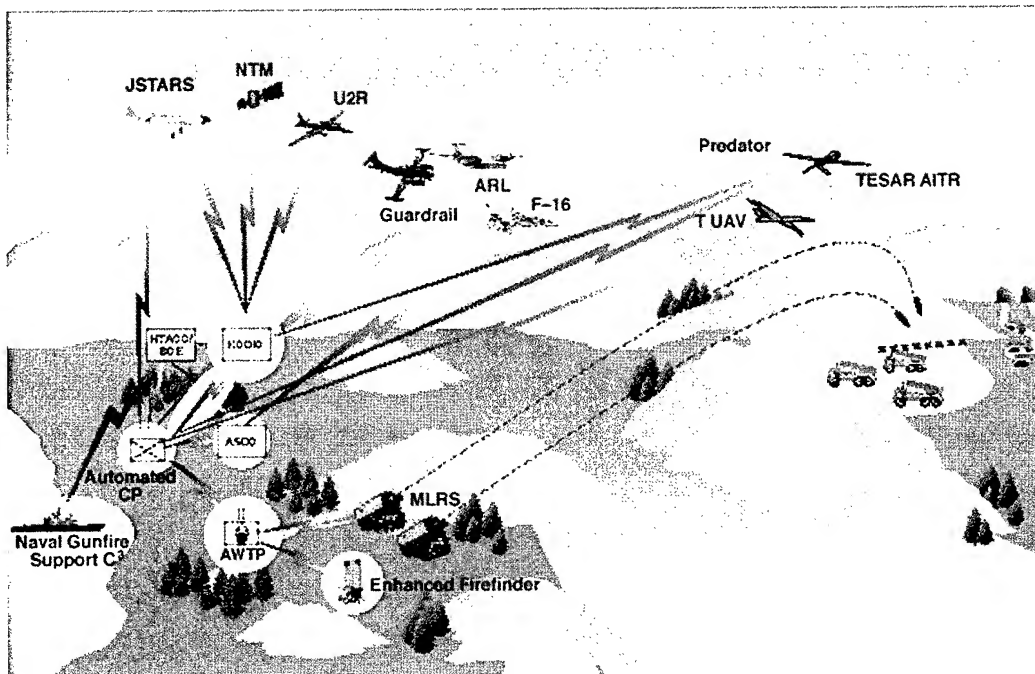 JSTARS
NTM
U2R
Guardrail
ARL
F-16
Predator
TESAR AITR
T UAV
ASOC
Automated
CP
Naval Gunfire
Support C³
MLRS
AWTP
Enhanced Firefinder